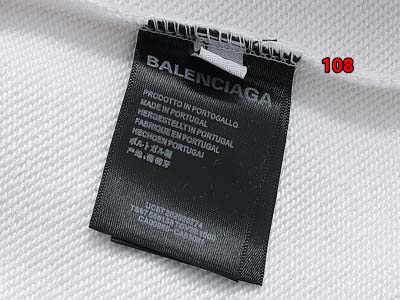 108
BALENCIAGA
PRODOTTO IN PORTOGALLO
MADE IN PORTUGAL
HERGESTELLT IN PORTUGAL
FABRIQUE EN PORTUGAL
HECHO EN PORTUGAL
ポルトガル製
产地:葡萄牙